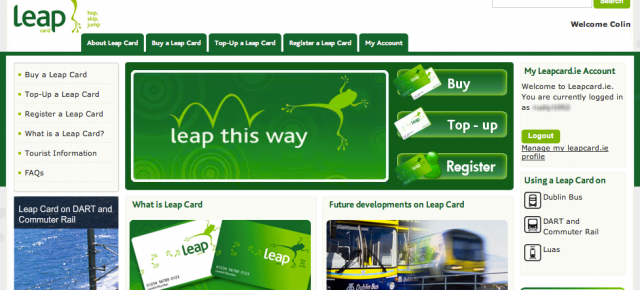 leap
card
hop,
skip,
jump
Search
Welcome Colin
About Leap Card
Buy a Leap Card
Top-Up a Leap Card
Register a Leap Card
My Account
Buy a Leap Card
Top-Up a Leap Card
Register a Leap Card
What is a Leap Card?
Tourist Information
FAQs
leap this way
Buy
Top - up
Register
My Leapcard.ie Account
Welcome to Leapcard.ie.
You are currently logged in
as
Logout
Manage my leapcard.ie
profile
Using a Leap Card on
Dublin Bus
DART and
Commuter Rail
Luas
Leap Card on DART and
Commuter Rail
What is Leap Card
leap
leap
Future developments on Leap Card
Dublin Bus